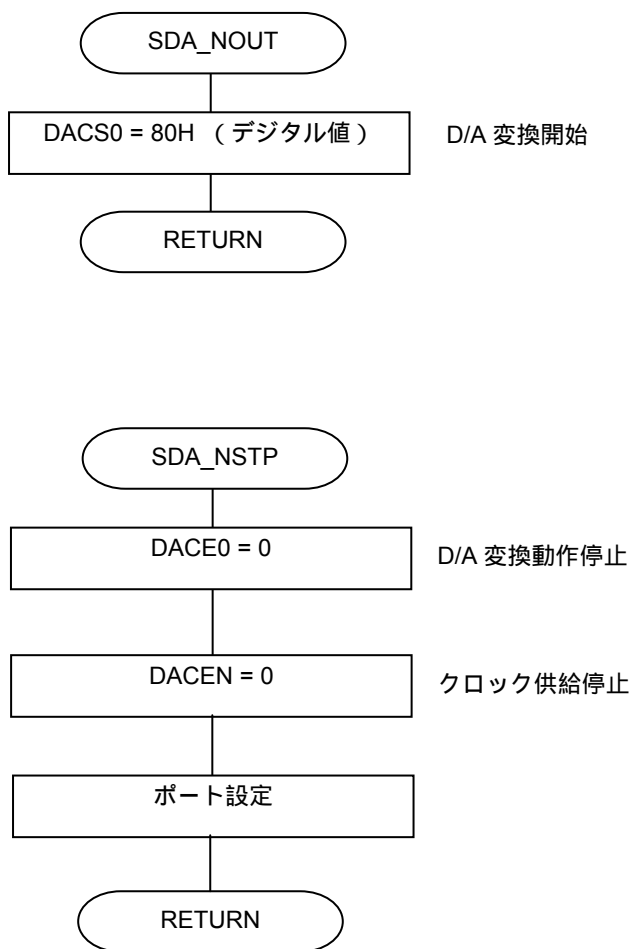 SDA_NOUT
DACS0 = 80H （デジタル値）
D/A 変換開始
RETURN
SDA_NSTP
DACE0 = 0
D/A 変換動作停止
DACEN = 0
クロック供給停止
ポート設定
RETURN